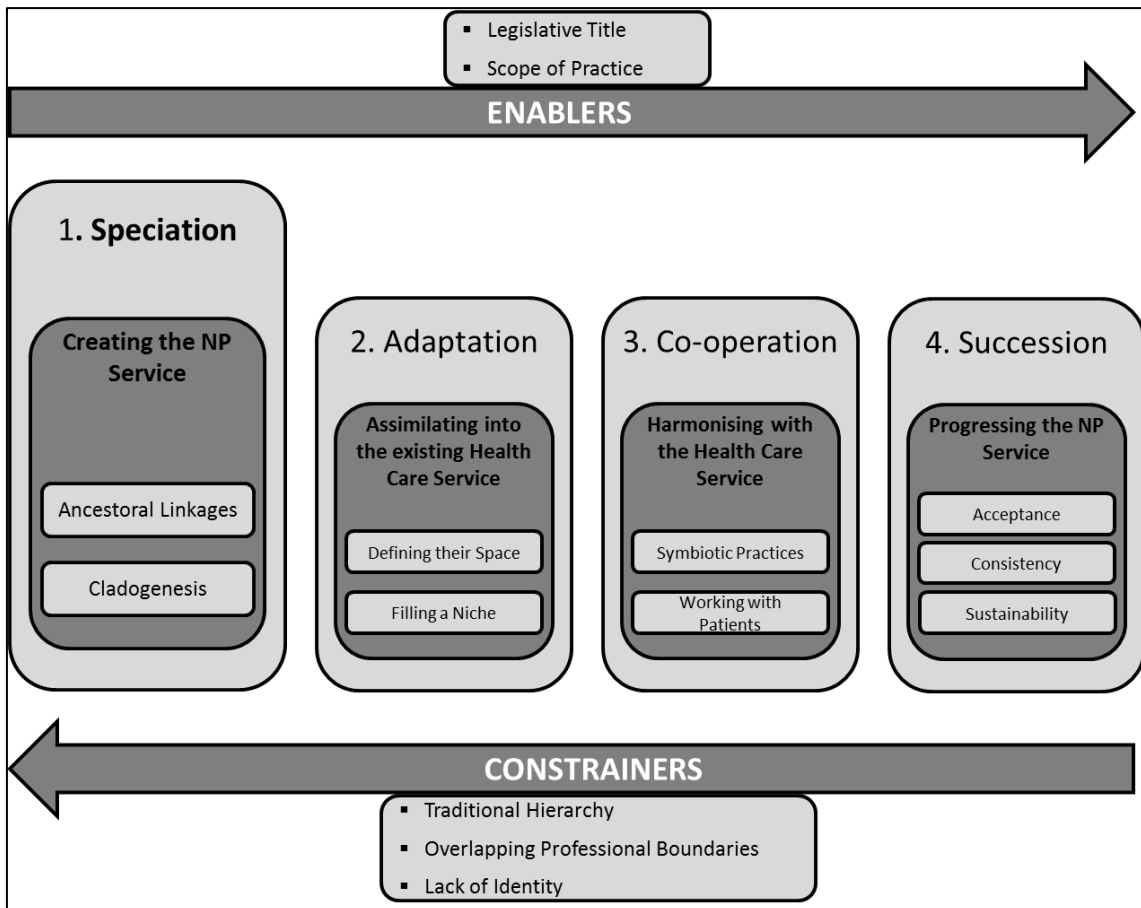 ▪ Legislative Title
▪ Scope of Practice
ENABLERS
1. Speciation
Creating the NP
Service
Ancestoral Linkages
Cladogenesis
2. Adaptation
Assimilating into
the existing Health
Care Service
Defining their Space
Filling a Niche
3. Co-operation
Harmonising with
the Health Care
Service
Symbiotic Practices
Working with
Patients
4. Succession
Progressing the NP
Service
Acceptance
Consistency
Sustainability
CONSTRAINERS
▪ Traditional Hierarchy
▪ Overlapping Professional Boundaries
▪ Lack of Identity